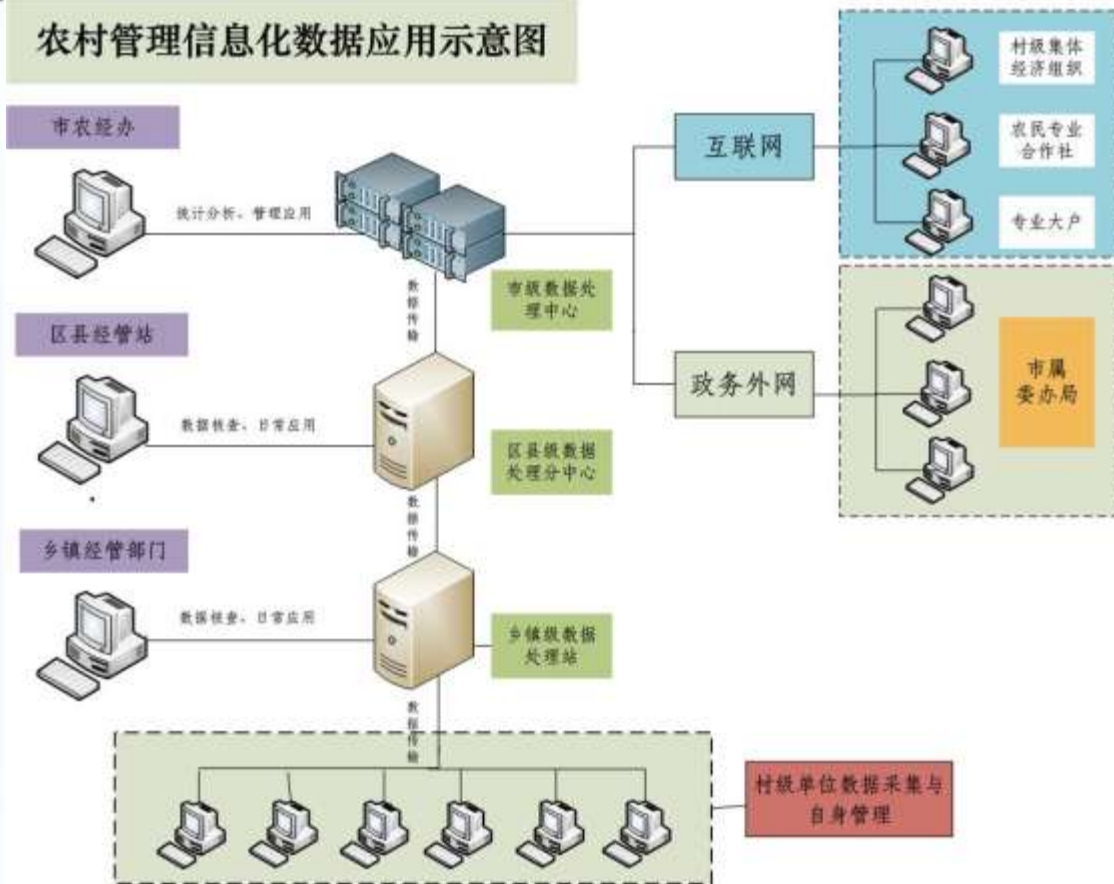 农村管理信息化数据应用示意图
市农经办
统计分析、管理应用
市级数据处
理中心
数据传输
区县经管站
数据核查、日常应用
区县级数据
处理分中心
数据传输
乡镇经管部门
数据核查、日常应用
乡镇级数据
处理站
数据传输
村级单位数据采集与
自身管理
互联网
村级集体
经济组织
农民专业
合作社
专业大户
政务外网
市属
委办局